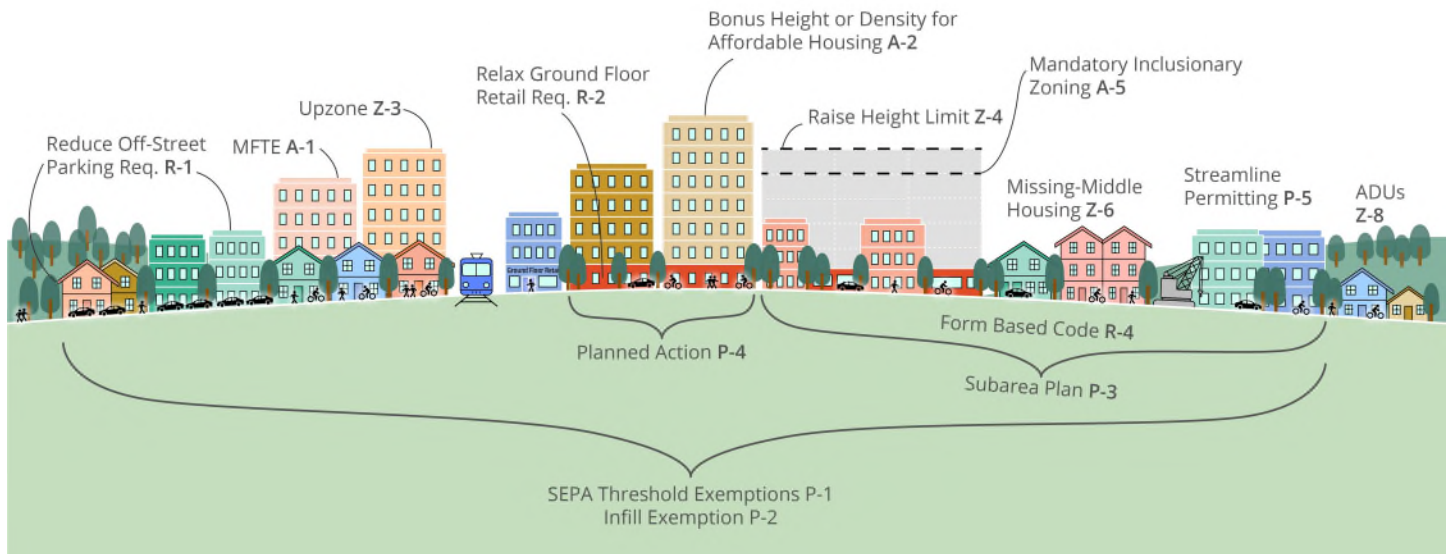 Bonus Height or Density for
Affordable Housing A-2
Relax Ground Floor
Retail Req. R-2
Mandatory Inclusionary
Zoning A-5
Upzone Z-3
Raise Height Limit Z-4
Reduce Off-Street
Parking Req. R-1
MFTE A-1
Missing-Middle
Housing Z-6
Streamline
Permitting P-5
ADUs
Z-8
Ground Floor Retail
Form Based Code R-4
Planned Action P-4
Subarea Plan P-3
SEPA Threshold Exemptions P-1
Infill Exemption P-2